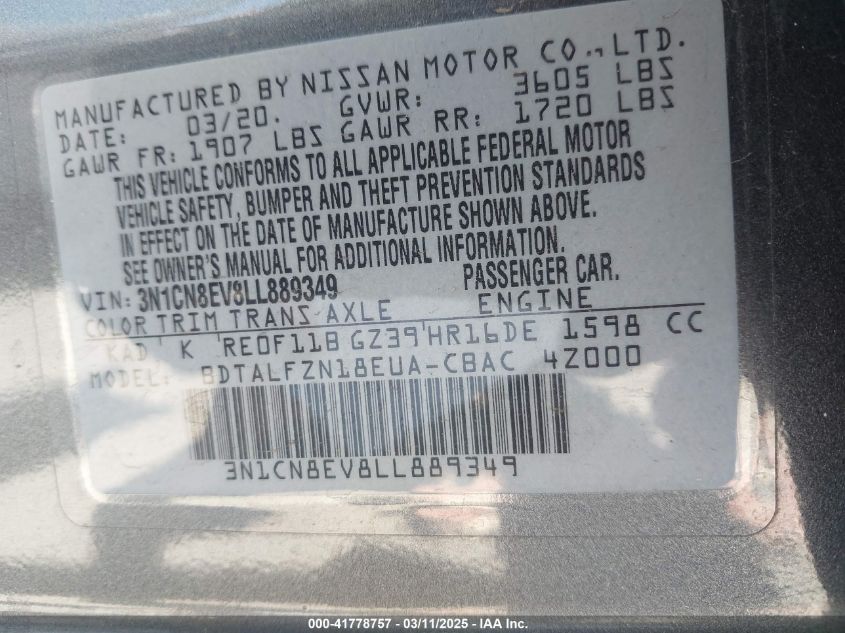 MANUFACTURED BY NISSAN MOTOR CO.,LTD.
DATE: 03/20. GVWR: 3605 LBS
GAWR FR: 1907 LBS GAWR RR: 1720 LBS
THIS VEHICLE CONFORMS TO ALL APPLICABLE FEDERAL MOTOR
VEHICLE SAFETY, BUMPER AND THEFT PREVENTION STANDARDS
IN EFFECT ON THE DATE OF MANUFACTURE SHOWN ABOVE.
SEE OWNER'S MANUAL FOR ADDITIONAL INFORMATION.
VIN: 3N1CN8EV8LL889349 PASSENGER CAR.
COLOR TRIM TRANS AXLE ENGINE
KAD K RE0F11B GZ39 HR16DE 1598 CC
MODEL: BDTALFZN18EUA-CBAC 4Z000
3N1CN8EV8LL889349
000-41778757 - 03/11/2025 - IAA Inc.